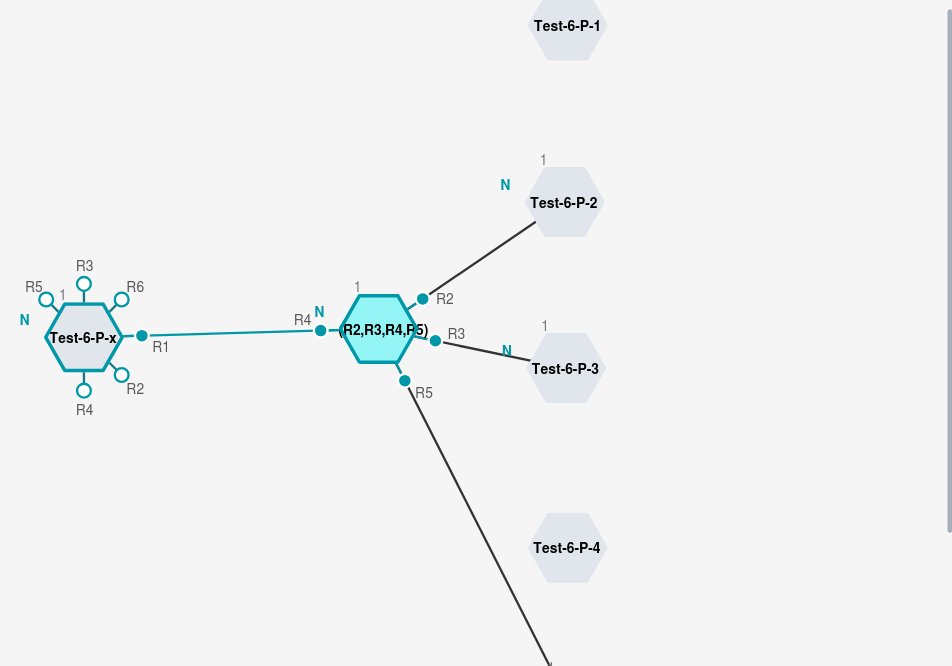 Test-6-P-1
1
N
Test-6-P-2
R3
R5
1
R6
N
Test-6-P-x
R1
R2
R4
1
N
R4
(R2,R3,R4,R5)
R2
R3
R5
1
N
Test-6-P-3
Test-6-P-4